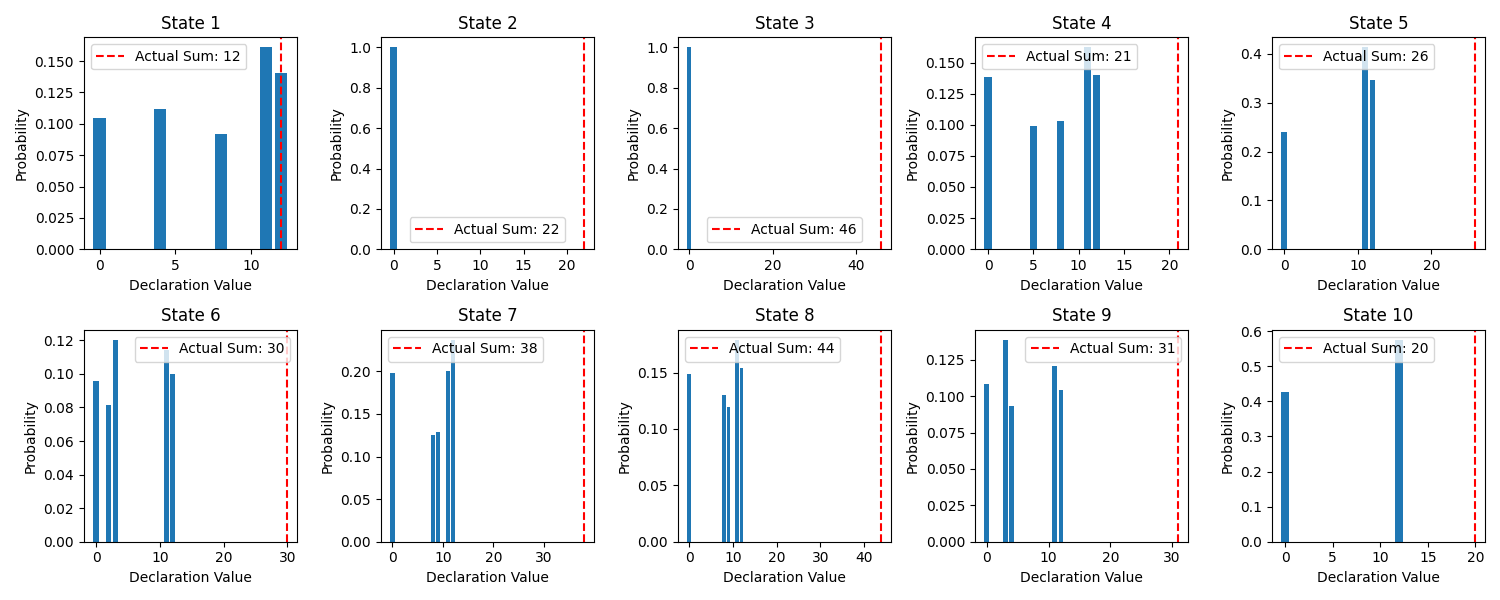 State 1
Actual Sum: 12
Probability
0.150
0.125
0.100
0.075
0.050
0.025
0.000
0 5 10
Declaration Value
State 2
Actual Sum: 22
Probability
1.0
0.8
0.6
0.4
0.2
0.0
0 5 10 15 20
Declaration Value
State 3
Actual Sum: 46
Probability
1.0
0.8
0.6
0.4
0.2
0.0
0 20 40
Declaration Value
State 4
Actual Sum: 21
Probability
0.150
0.125
0.100
0.075
0.050
0.025
0.000
0 5 10 15 20
Declaration Value
State 5
Actual Sum: 26
Probability
0.4
0.3
0.2
0.1
0.0
0 10 20
Declaration Value
State 6
Actual Sum: 30
Probability
0.12
0.10
0.08
0.06
0.04
0.02
0.00
0 10 20 30
Declaration Value
State 7
Actual Sum: 38
Probability
0.20
0.15
0.10
0.05
0.00
0 10 20 30
Declaration Value
State 8
Actual Sum: 44
Probability
0.15
0.10
0.05
0.00
0 10 20 30 40
Declaration Value
State 9
Actual Sum: 31
Probability
0.125
0.100
0.075
0.050
0.025
0.000
0 10 20 30
Declaration Value
State 10
Actual Sum: 20
Probability
0.6
0.5
0.4
0.3
0.2
0.1
0.0
0 5 10 15 20
Declaration Value